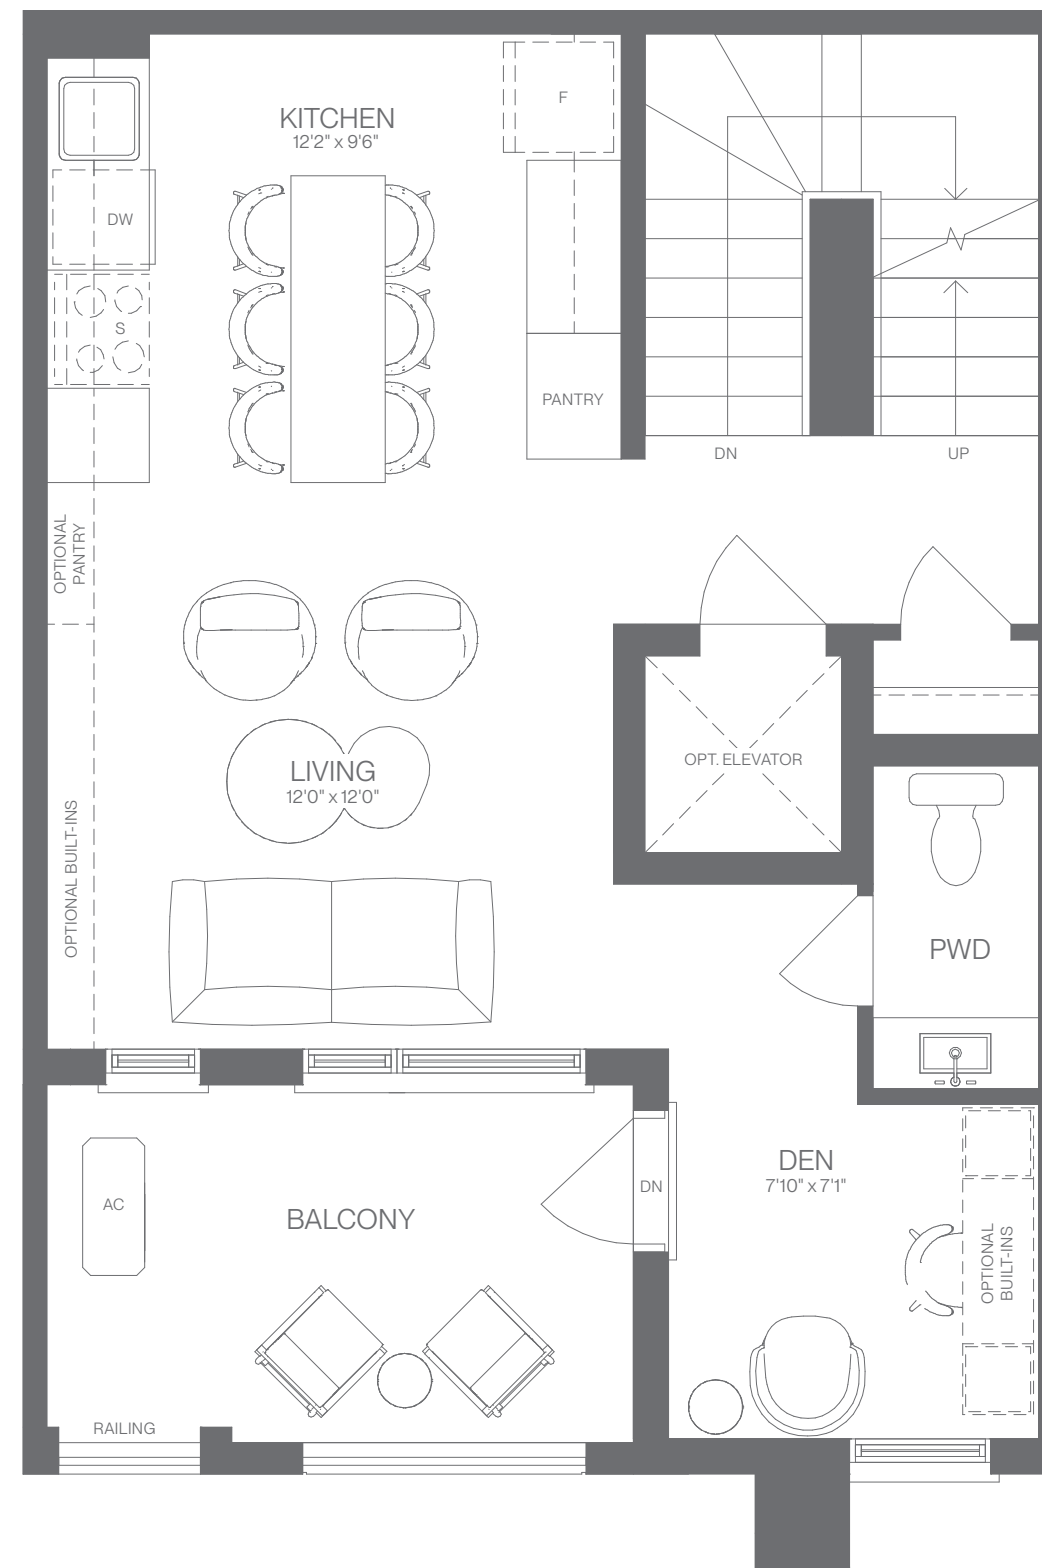 KITCHEN
12'2" x 9'6"
F
DW
S
PANTRY
DN
UP
OPTIONAL
PANTRY
LIVING
12'0" x 12'0"
OPT. ELEVATOR
OPTIONAL BUILT-INS
PWD
DEN
7'10" x 7'1"
DN
AC
BALCONY
OPTIONAL
BUILT-INS
RAILING